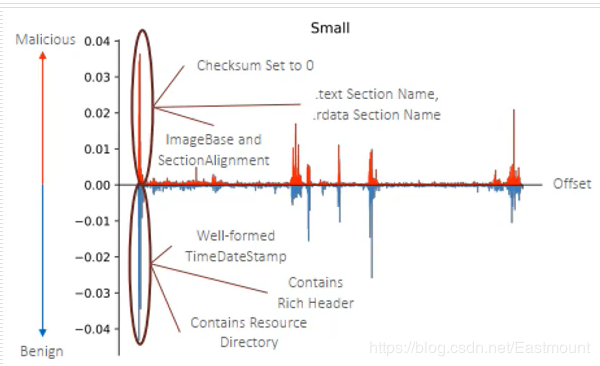 Small
Malicious
0.04
0.03
0.02
0.01
0.00
−0.01
−0.02
−0.03
−0.04
Benign
Checksum Set to 0
.text Section Name,
.rdata Section Name
ImageBase and
SectionAlignment
Offset
Well-formed
TimeDateStamp
Contains
Rich Header
Contains Resource
Directory
https://blog.csdn.net/Eastmount